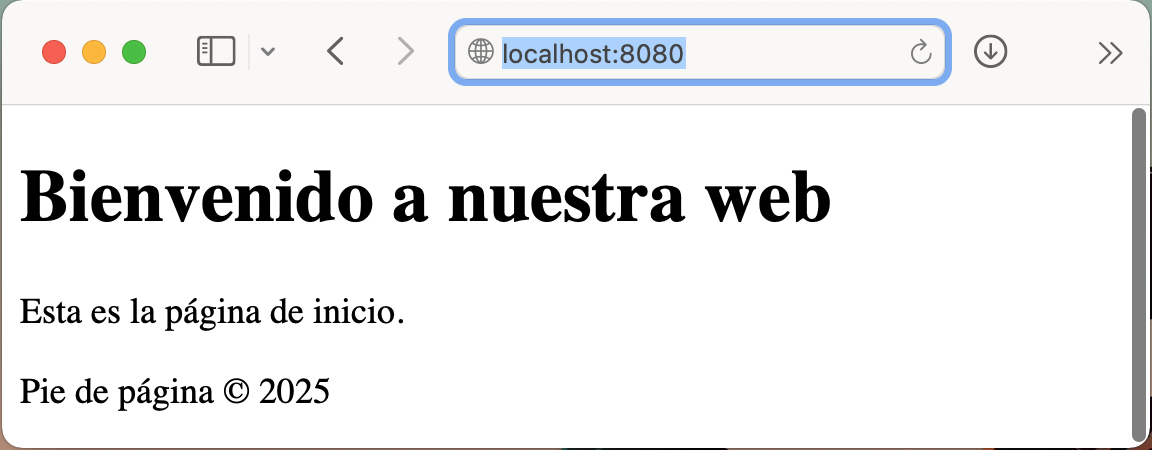 localhost:8080
Bienvenido a nuestra web
Esta es la página de inicio.
Pie de página © 2025